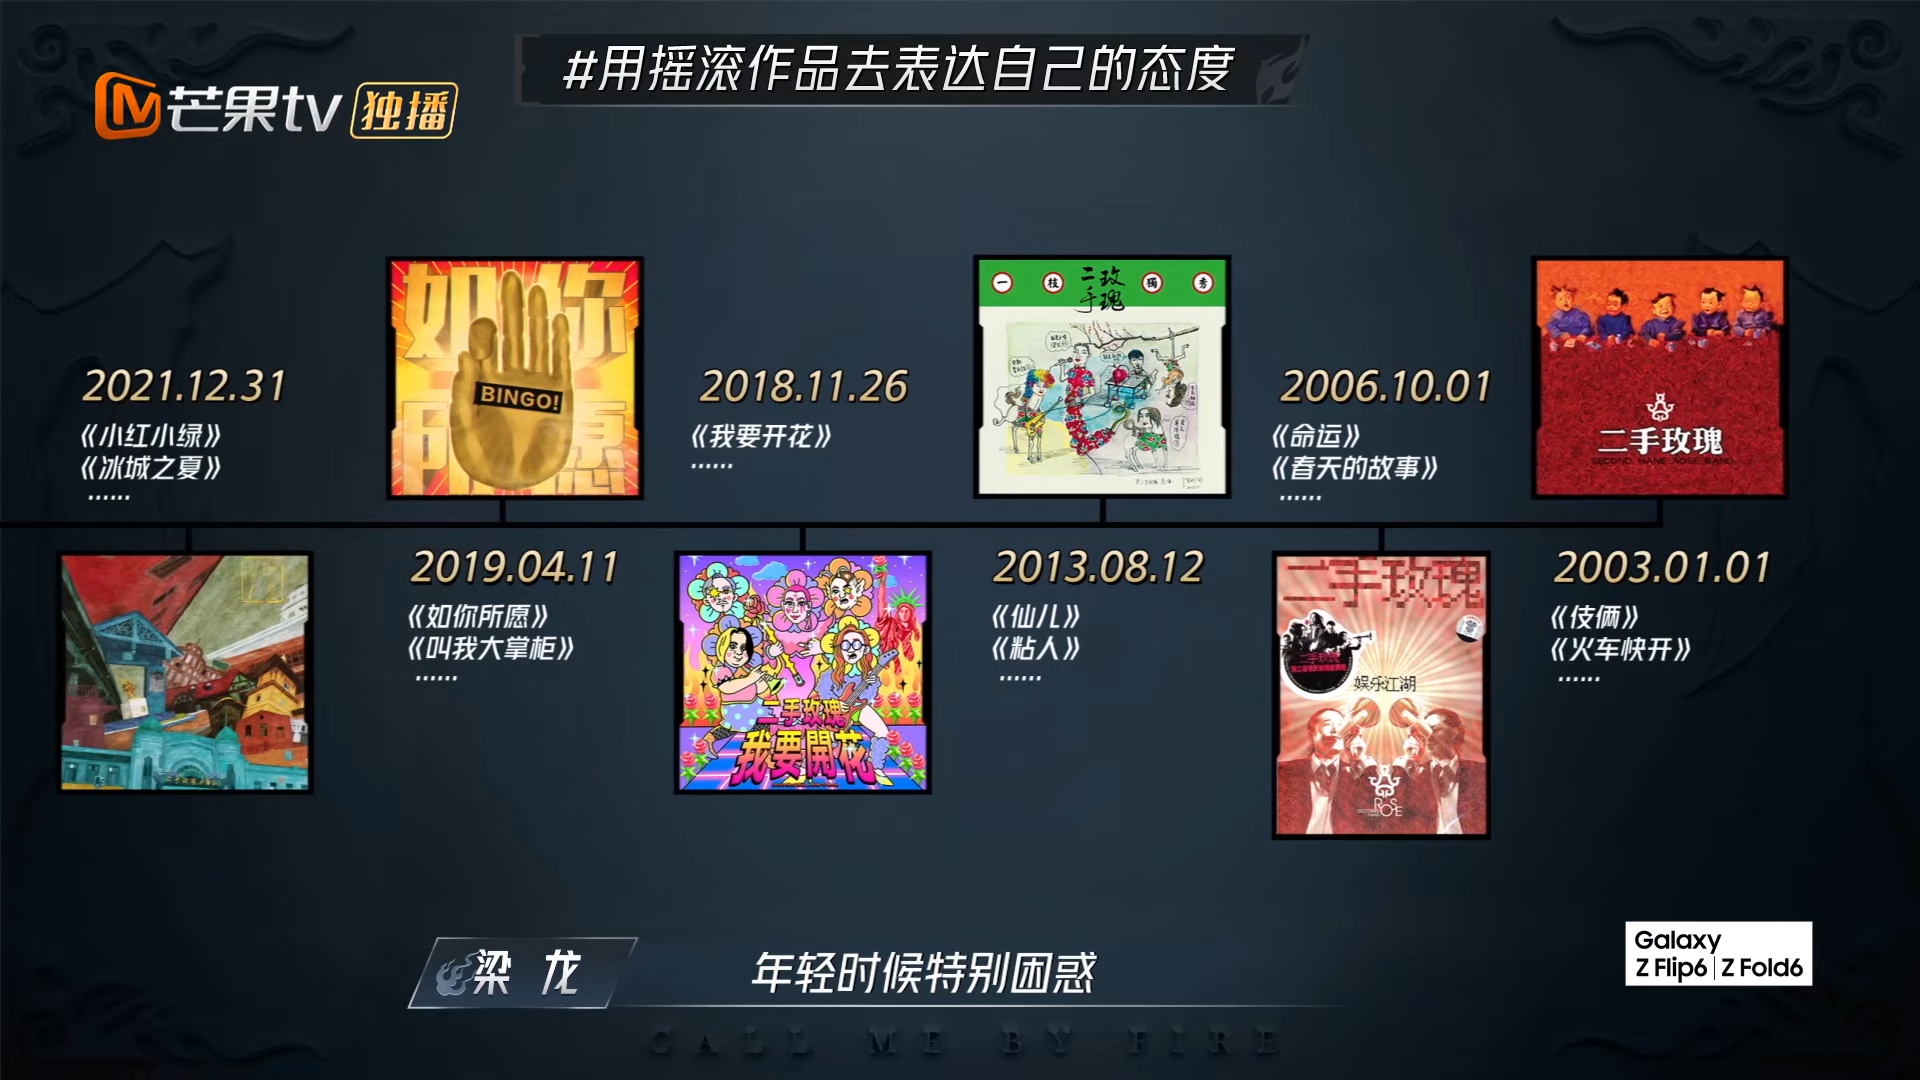 #用摇滚作品去表达自己的态度
芒果tv 独播
2021.12.31
《小红小绿》
《冰城之夏》
......
如你所愿
BINGO!
2018.11.26
《我要开花》
......
一枝 二手玫瑰 獨秀
2006.10.01
《命运》
《春天的故事》
......
二手玫瑰
2019.04.11
《如你所愿》
《叫我大掌柜》
......
二手玫瑰
我要開花
2013.08.12
《仙儿》
《粘人》
......
二手玫瑰
娱乐江湖
ROSE
2003.01.01
《伎俩》
《火车快开》
......
梁 龙
年轻时候特别困惑
Galaxy
Z Flip6 | Z Fold6
CALL ME BY FIRE